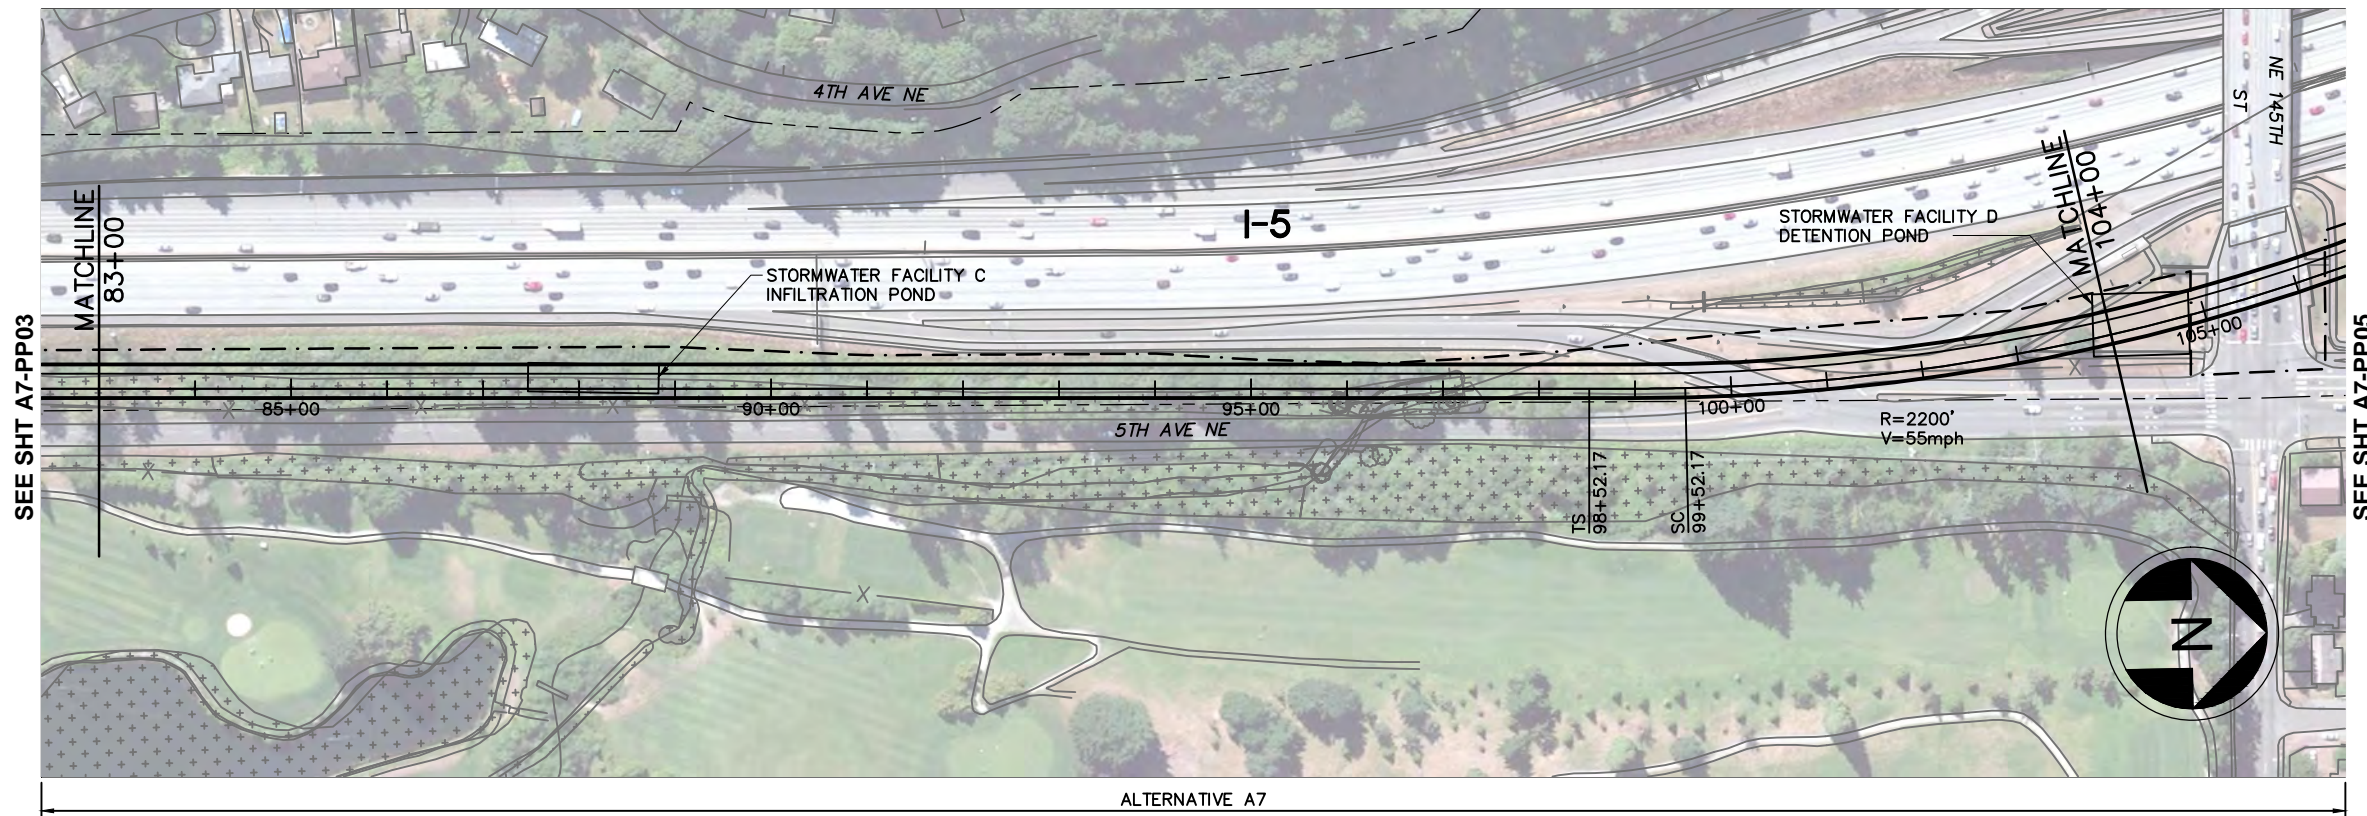 4TH AVE NE
NE 145TH
ST
MATCHLINE
83+00
I-5
STORMWATER FACILITY D
DETENTION POND
MATCHLINE
104+00
STORMWATER FACILITY C
INFILTRATION POND
SEE SHT A7-PP03
SEE SHT A7-PP05
105+00
85+00
90+00
95+00
100+00
5TH AVE NE
R=2200'
V=55mph
TS
98+52.17
SC
99+52.17
N
ALTERNATIVE A7